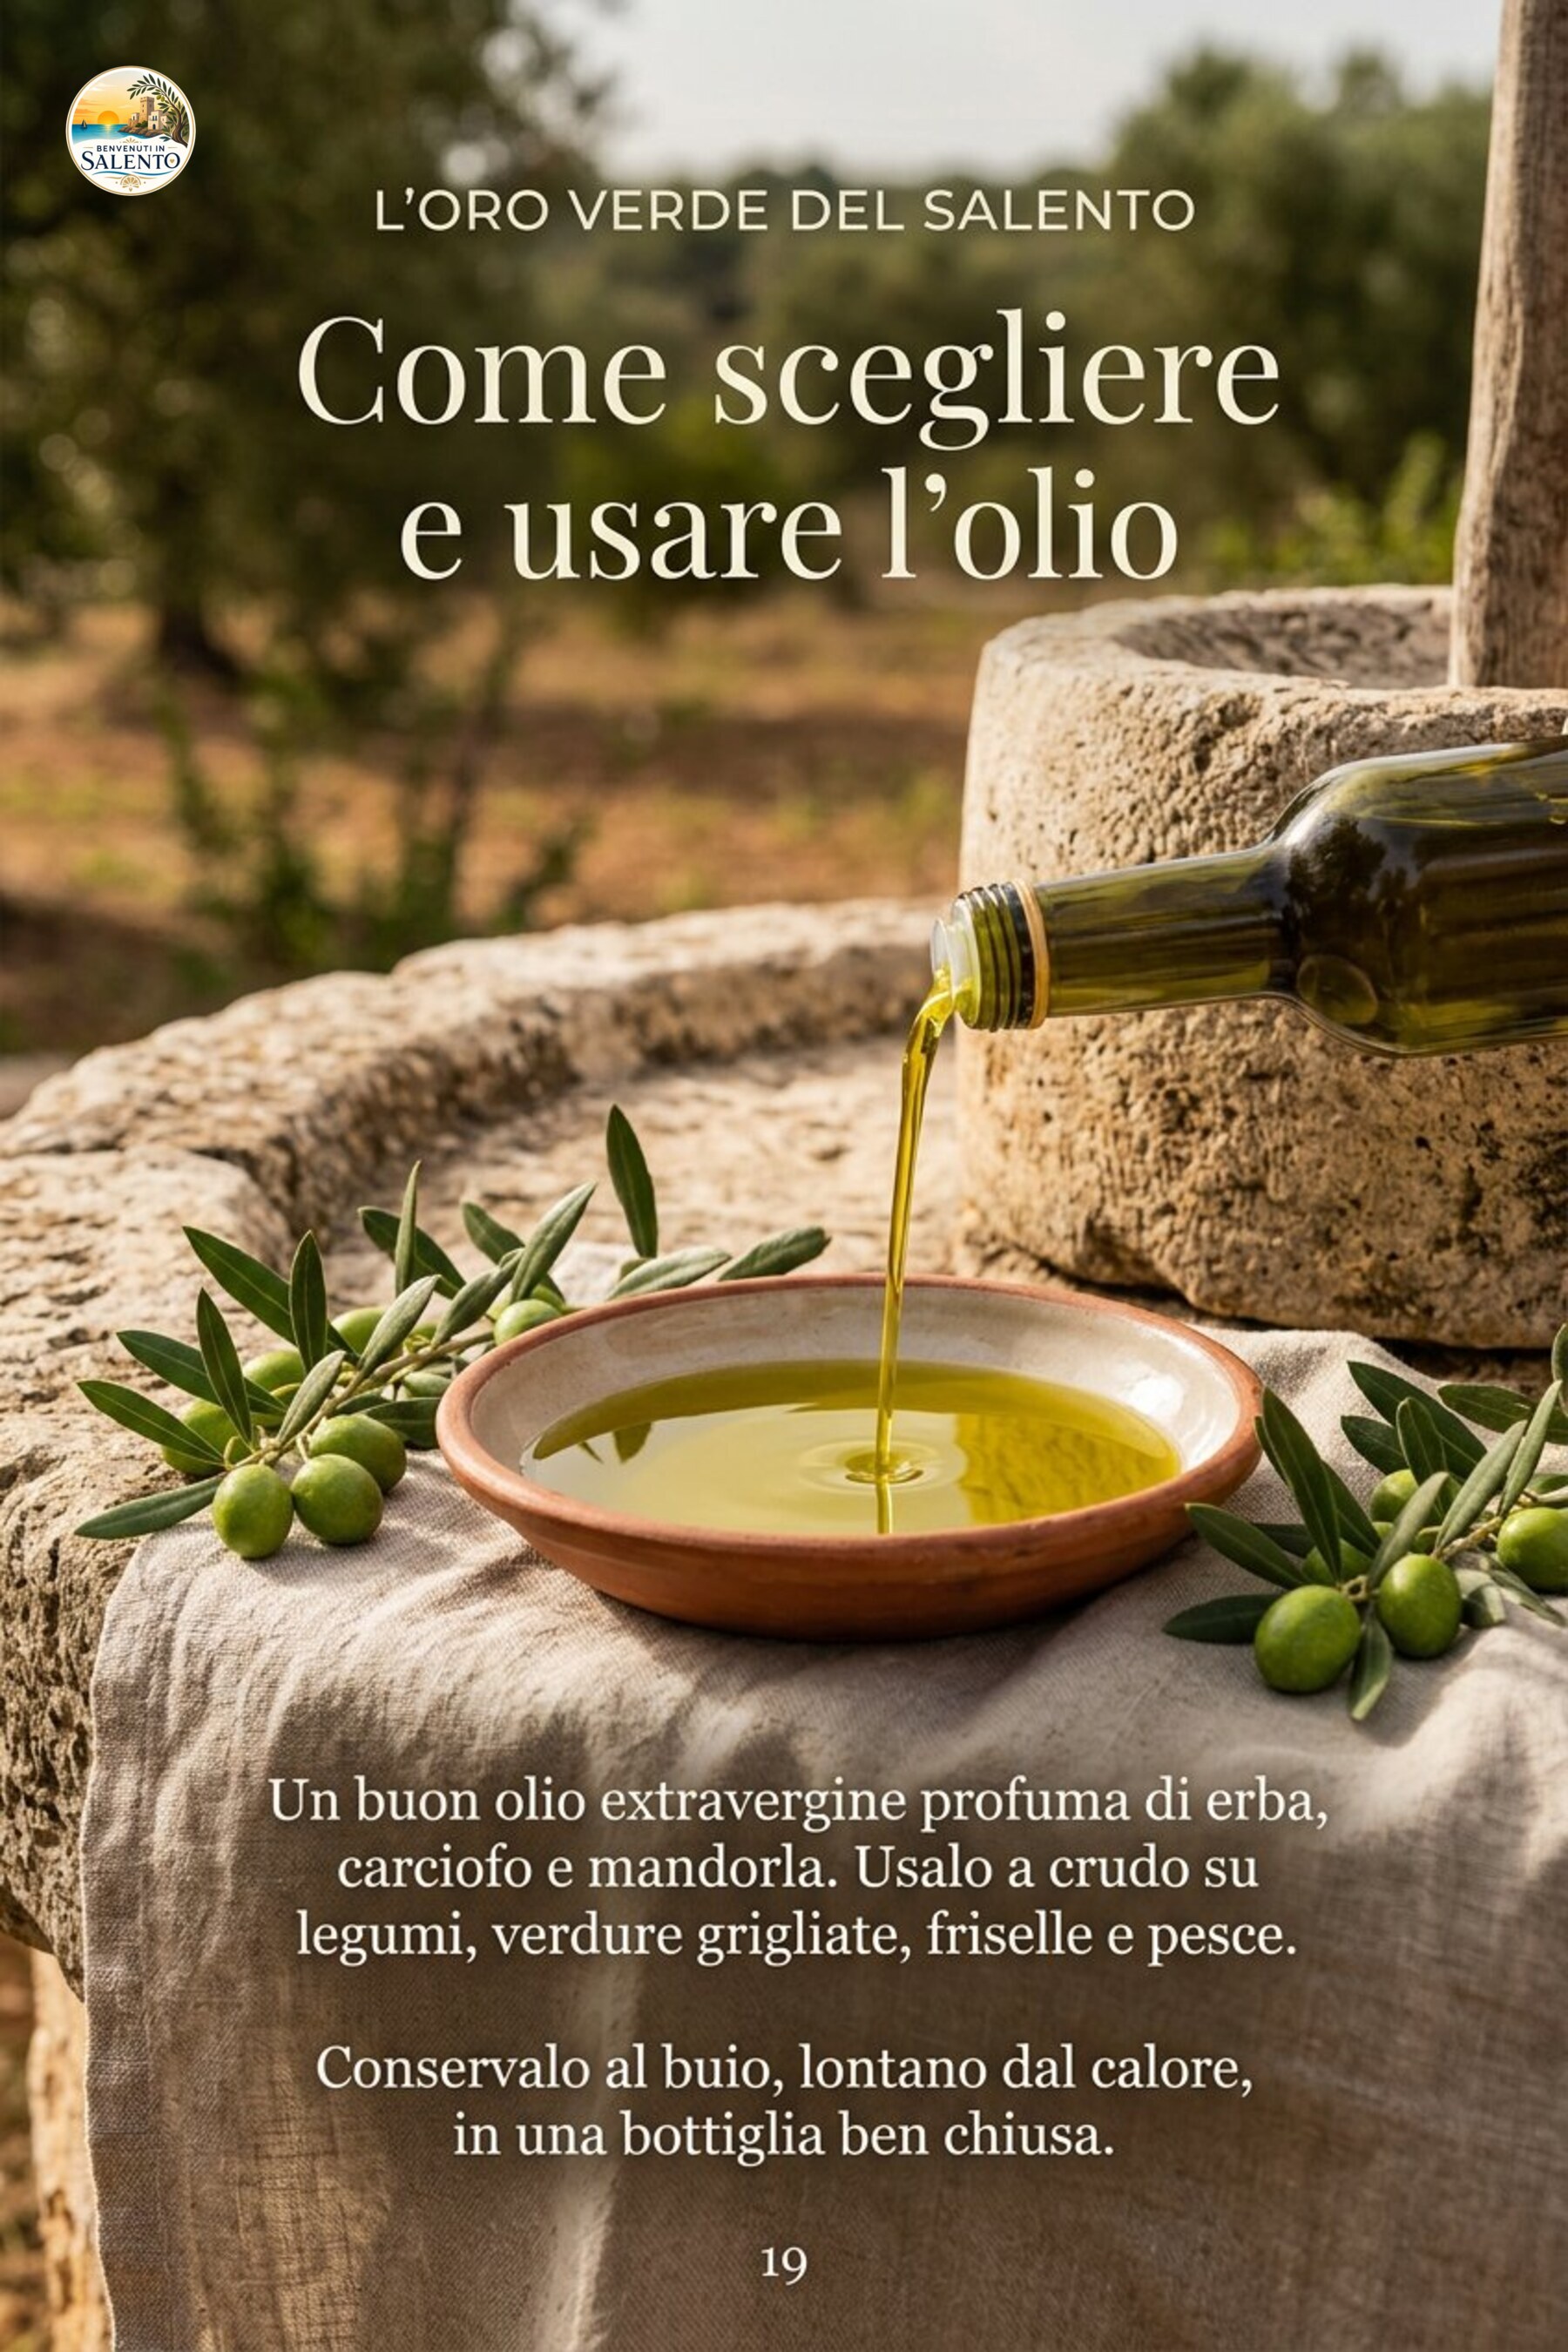 BENVENUTI IN
SALENTO
L’ORO VERDE DEL SALENTO
Come scegliere
e usare l’olio
Un buon olio extravergine profuma di erba,
carciofo e mandorla. Usalo a crudo su
legumi, verdure grigliate, friselle e pesce.
Conservalo al buio, lontano dal calore,
in una bottiglia ben chiusa.
19